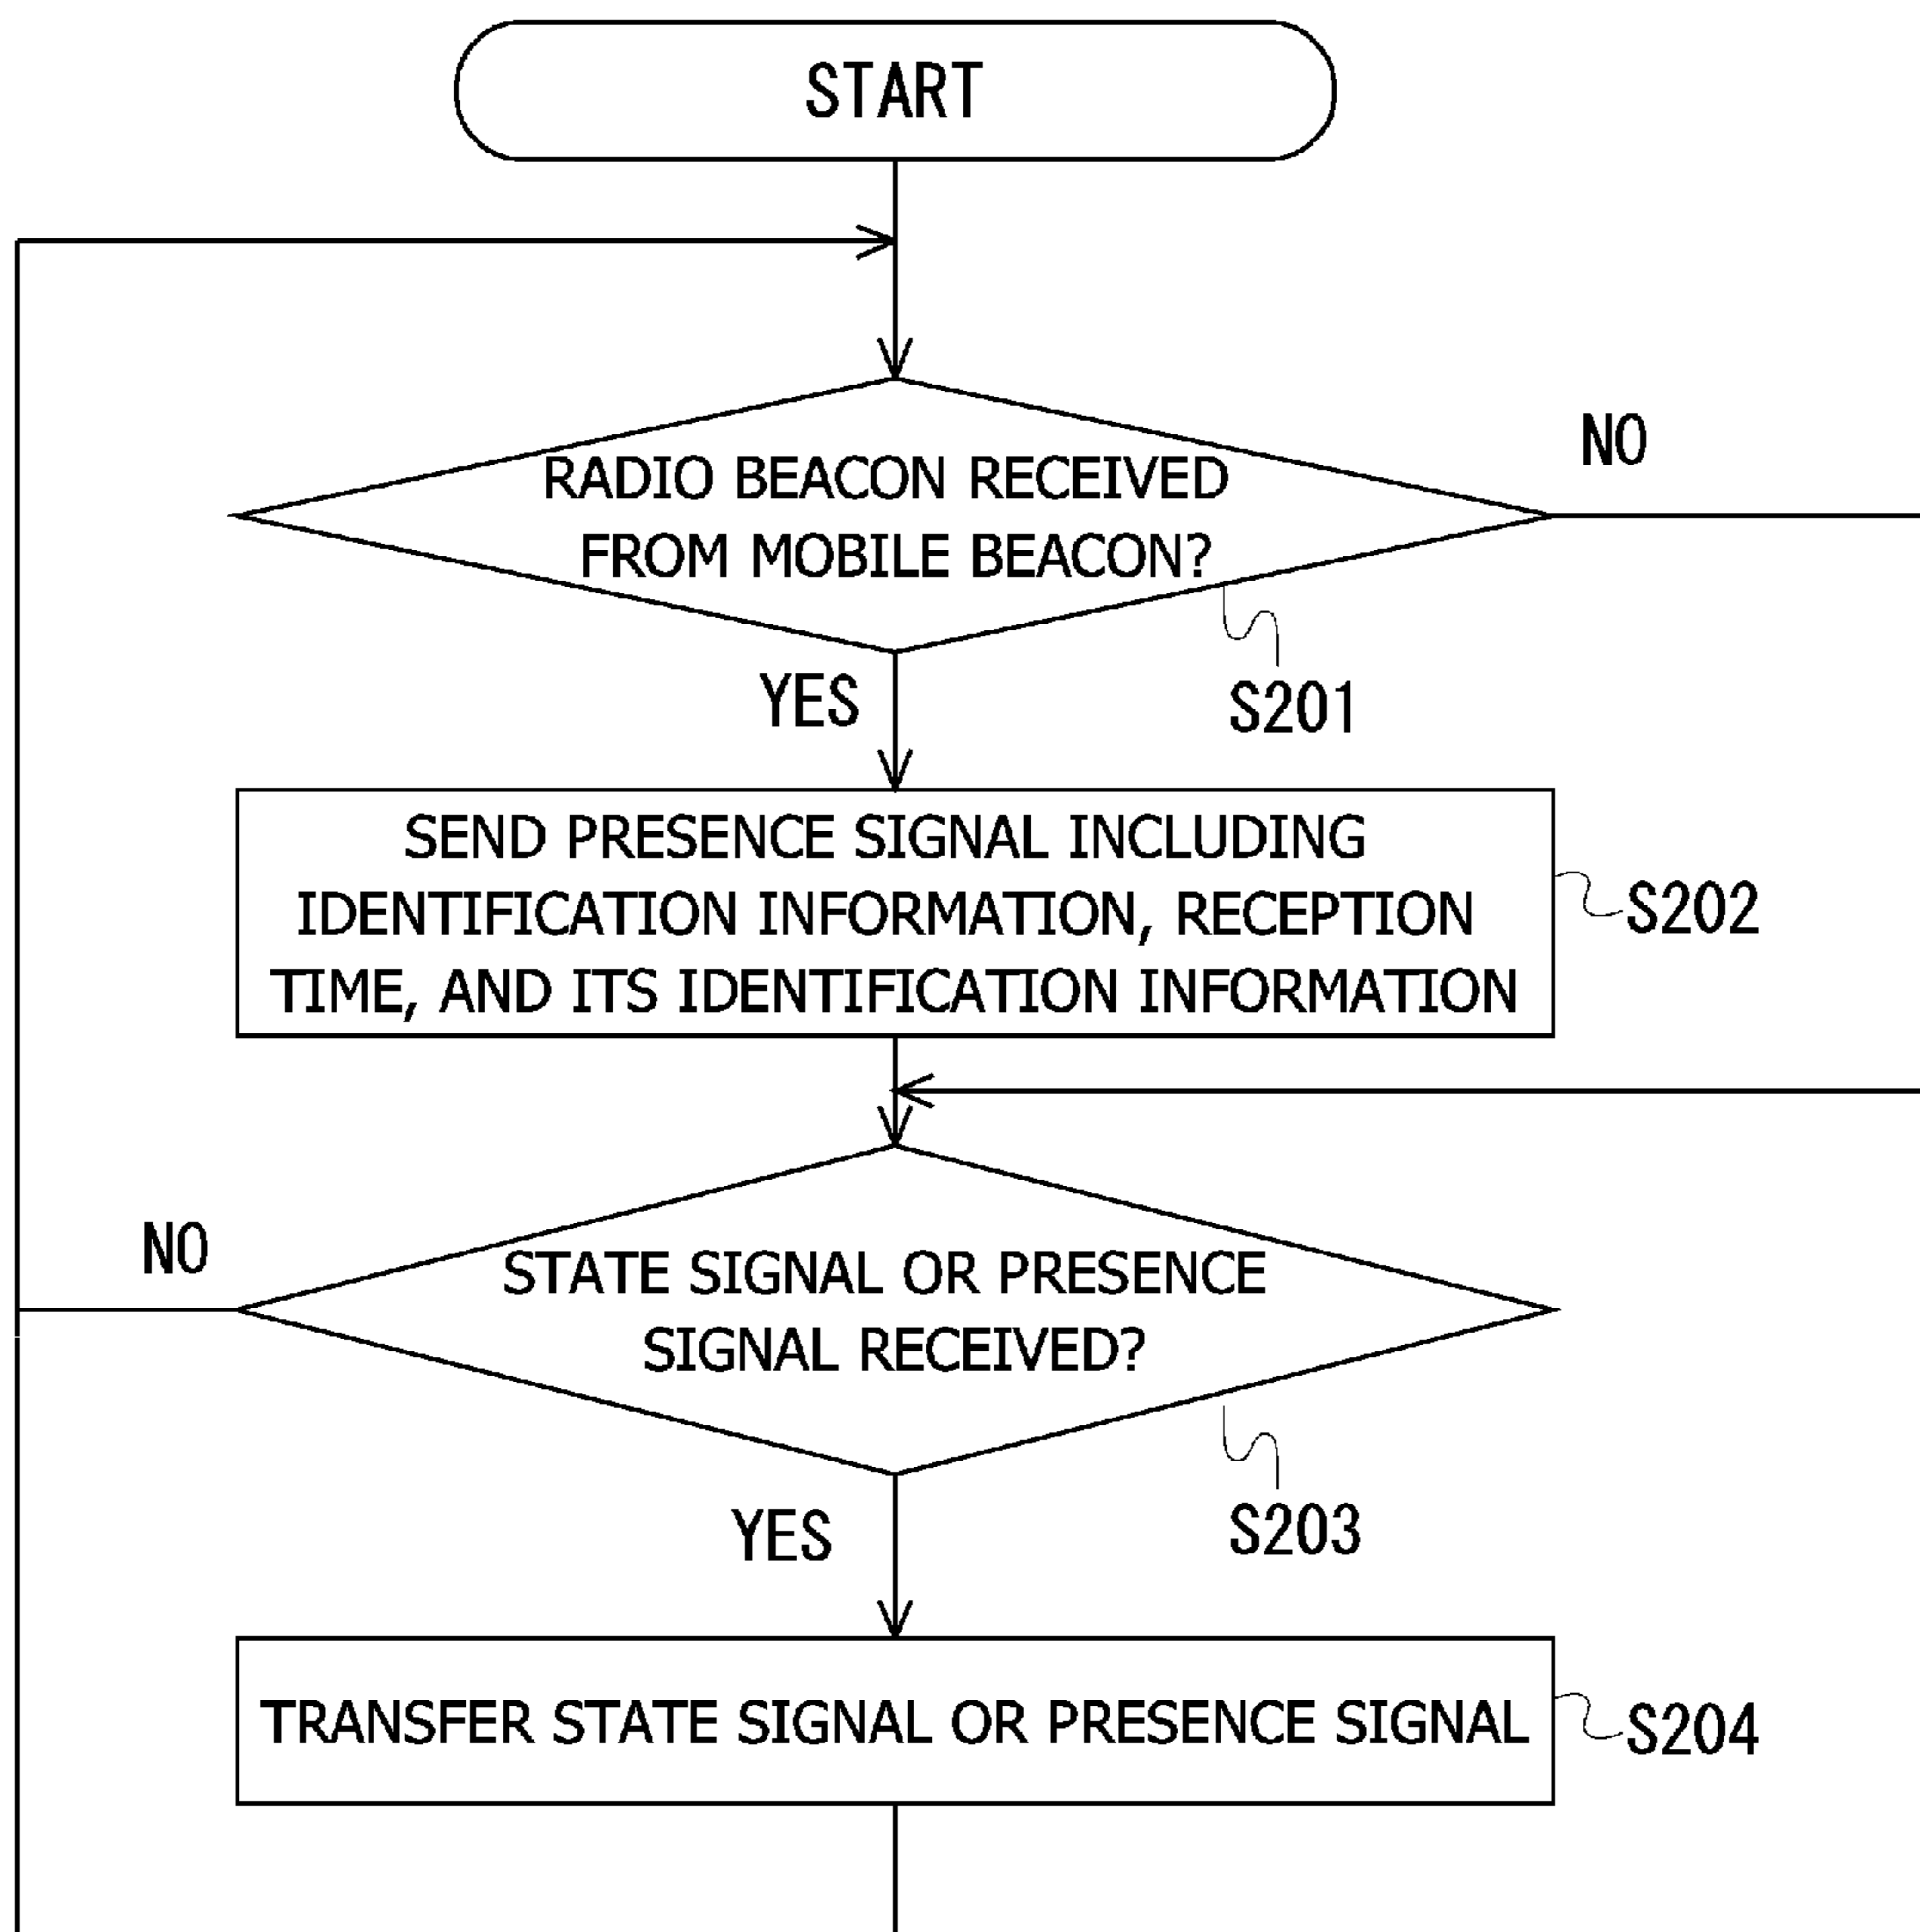 START
RADIO BEACON RECEIVED
FROM MOBILE BEACON?
NO
S201
YES
SEND PRESENCE SIGNAL INCLUDING
IDENTIFICATION INFORMATION, RECEPTION
TIME, AND ITS IDENTIFICATION INFORMATION
S202
STATE SIGNAL OR PRESENCE
SIGNAL RECEIVED?
NO
S203
YES
TRANSFER STATE SIGNAL OR PRESENCE SIGNAL
S204